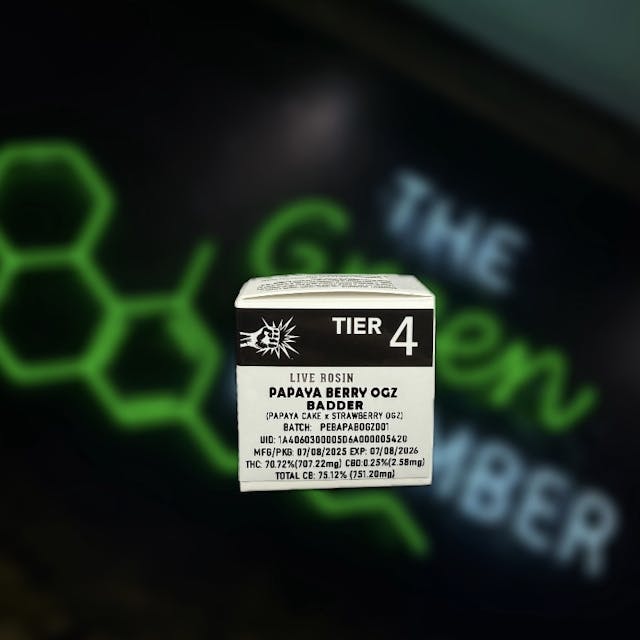 THE
Green
MBER
TIER 4
LIVE ROSIN
PAPAYA BERRY OGZ
BADDER
(PAPAYA CAKE x STRAWBERRY OGZ)
BATCH: PEBAPABOGZ001
UID: 1A406030000506A000005420
MFG/PKG: 07/08/2025 EXP: 07/08/2026
THC: 70.72%(707.22mg) CBD:0.25%(2.58mg)
TOTAL CB: 75.12% (751.20mg)